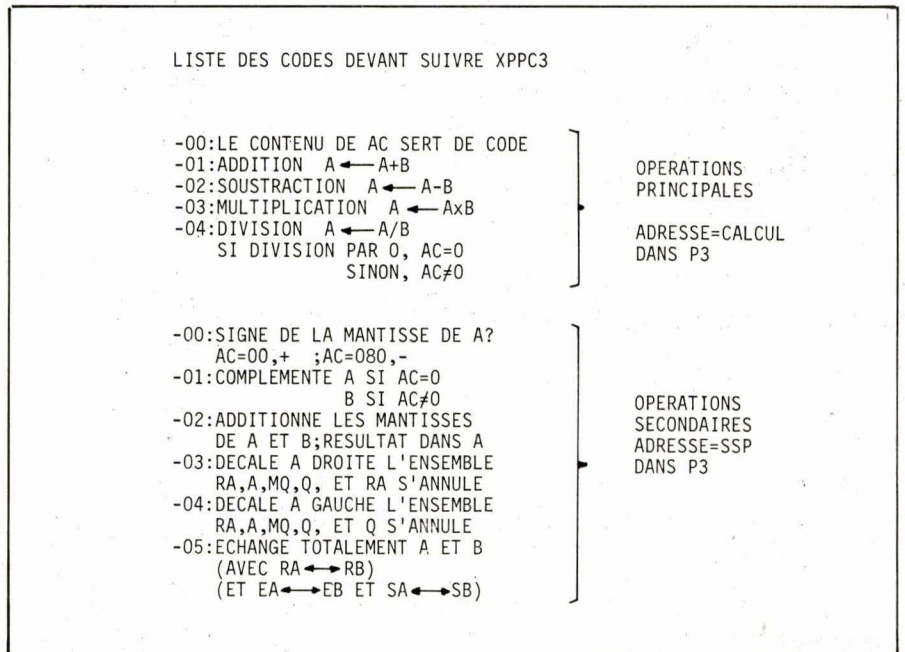 LISTE DES CODES DEVANT SUIVRE XPPC3
-00:LE CONTENU DE AC SERT DE CODE
-01:ADDITION A ← A+B
-02:SOUSTRACTION A ← A-B
-03:MULTIPLICATION A ← AxB
-04:DIVISION A ← A/B
SI DIVISION PAR 0, AC=0
SINON, AC≠0
OPERATIONS
PRINCIPALES
ADRESSE=CALCUL
DANS P3
-00:SIGNE DE LA MANTISSE DE A?
AC=00,+ ;AC=080,-
-01:COMPLEMENTE A SI AC=0
B SI AC≠0
-02:ADDITIONNE LES MANTISSES
DE A ET B;RESULTAT DANS A
-03:DECALE A DROITE L'ENSEMBLE
RA,A,MQ,Q, ET RA S'ANNULE
-04:DECALE A GAUCHE L'ENSEMBLE
RA,A,MQ,Q, ET Q S'ANNULE
-05:ECHANGE TOTALEMENT A ET B
(AVEC RA↔RB)
(ET EA↔EB ET SA↔SB)
OPERATIONS
SECONDAIRES
ADRESSE=SSP
DANS P3